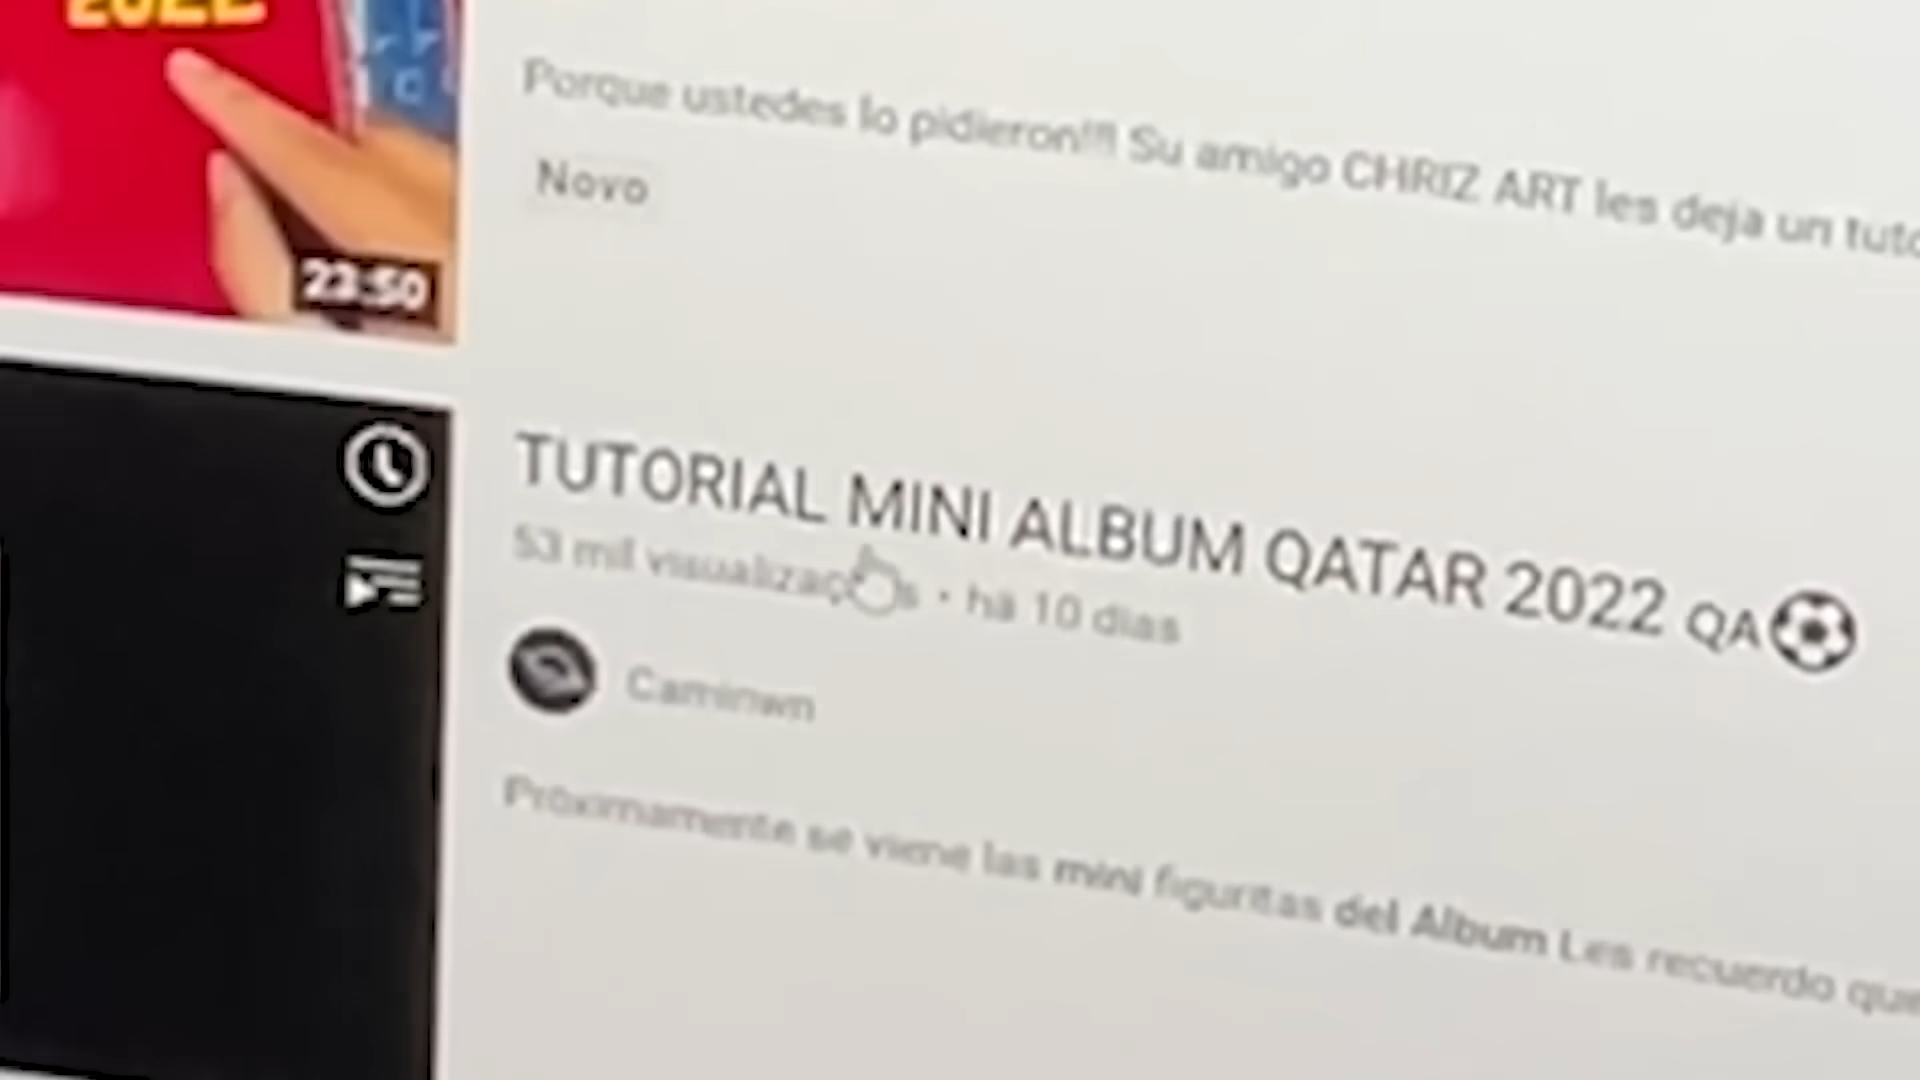 2022
Porque ustedes lo pidieron!!! Su amigo CHRIZ ART les deja un tuto
Novo
23:50
TUTORIAL MINI ALBUM QATAR 2022 QA
53 mil visualizações • há 10 dias
Caminwn
Próximamente se viene las mini figuritas del Album Les recuerdo que